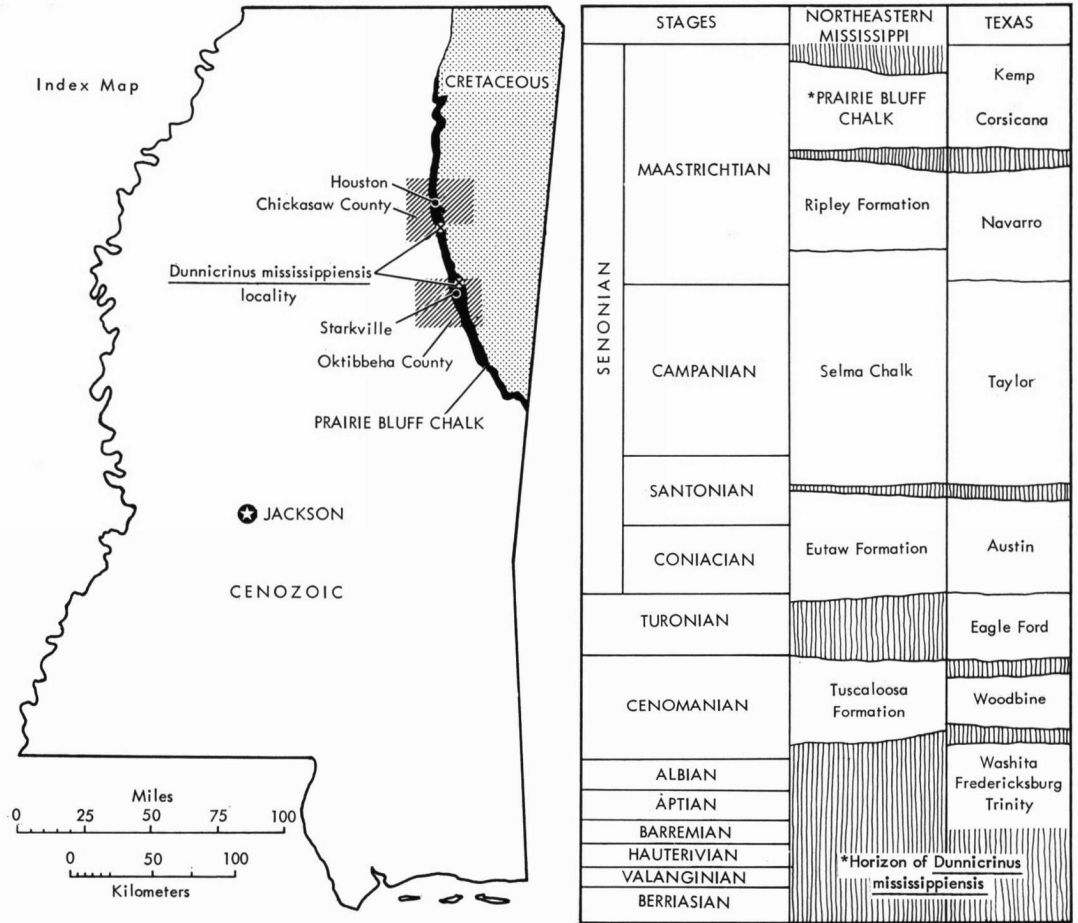 Index Map
CRETACEOUS
Houston
Chickasaw County
Dunnicrinus mississippiensis
locality
Starkville
Oktibbeha County
PRAIRIE BLUFF CHALK
JACKSON
CENOZOIC
Miles
0 25 50 75 100
0 50 100
Kilometers
STAGES
NORTHEASTERN
MISSISSIPPI
TEXAS
SENONIAN
MAASTRICHTIAN
*PRAIRIE BLUFF
CHALK
Kemp
Corsicana
Ripley Formation
Navarro
CAMPANIAN
Selma Chalk
Taylor
SANTONIAN
CONIACIAN
Eutaw Formation
Austin
TURONIAN
Eagle Ford
CENOMANIAN
Tuscaloosa
Formation
Woodbine
ALBIAN
APTIAN
BARREMIAN
HAUTERIVIAN
VALANGINIAN
BERRIASIAN
Washita
Fredericksburg
Trinity
*Horizon of Dunnicrinus
mississippiensis